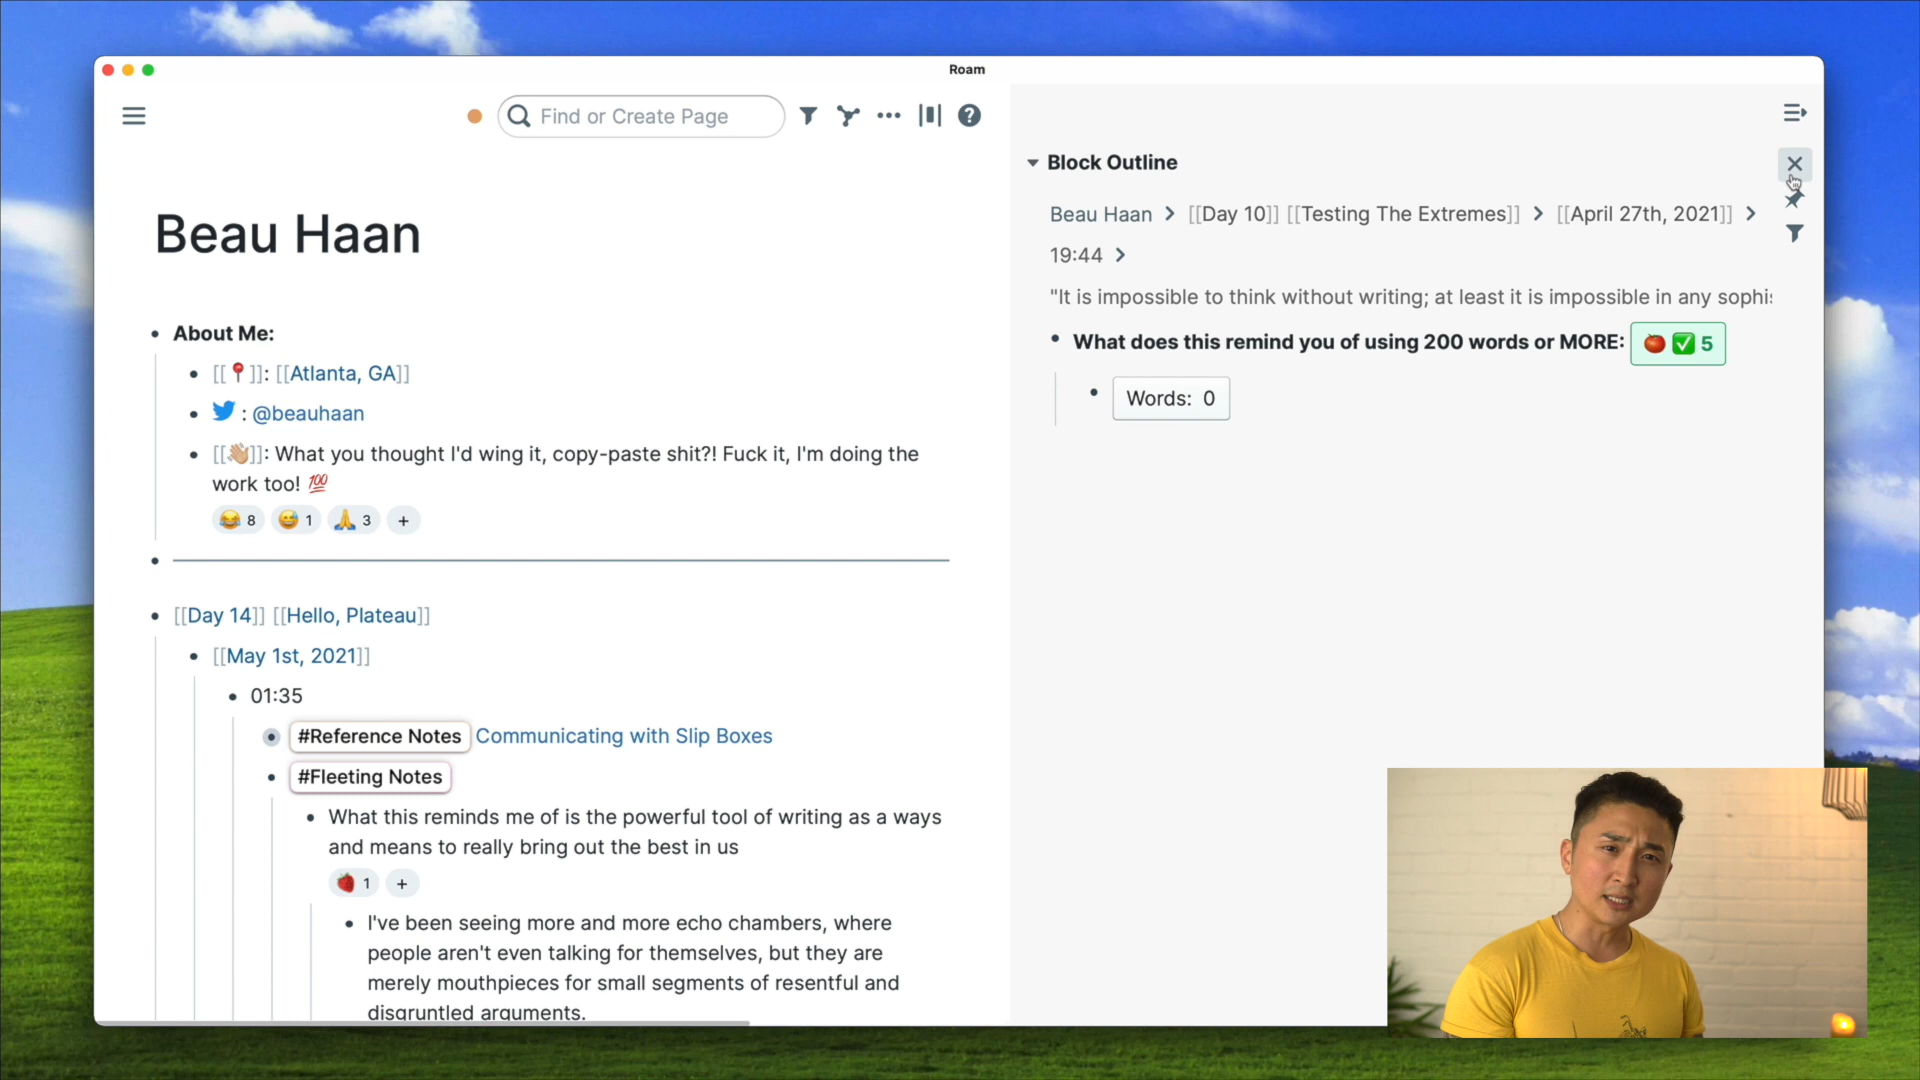 Roam
Find or Create Page
Beau Haan
About Me:
[[📍]]: [[Atlanta, GA]]
: @beauhaan
[[👋🏼]]: What you thought I'd wing it, copy-paste shit?! Fuck it, I'm doing the
work too! 💯
😂 8 😅 1 🙏 3 +
[[Day 14]] [[Hello, Plateau]]
[[May 1st, 2021]]
01:35
#Reference Notes Communicating with Slip Boxes
#Fleeting Notes
What this reminds me of is the powerful tool of writing as a ways
and means to really bring out the best in us
🍓 1 +
I've been seeing more and more echo chambers, where
people aren't even talking for themselves, but they are
merely mouthpieces for small segments of resentful and
disgruntled arguments.
Block Outline
Beau Haan > [[Day 10]] [[Testing The Extremes]] > [[April 27th, 2021]] >
19:44 >
"It is impossible to think without writing; at least it is impossible in any sophi
What does this remind you of using 200 words or MORE: 🍅 ✅ 5
Words: 0